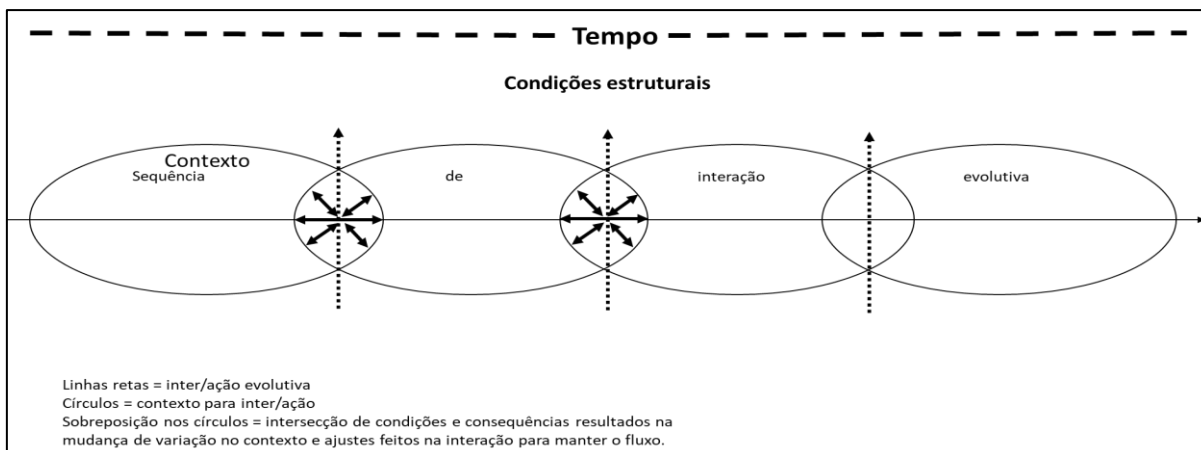 Tempo
Condições estruturais
Contexto
Sequência de interação evolutiva
Linhas retas = inter/ação evolutiva
Círculos = contexto para inter/ação
Sobreposição nos círculos = intersecção de condições e consequências resultados na
mudança de variação no contexto e ajustes feitos na interação para manter o fluxo.